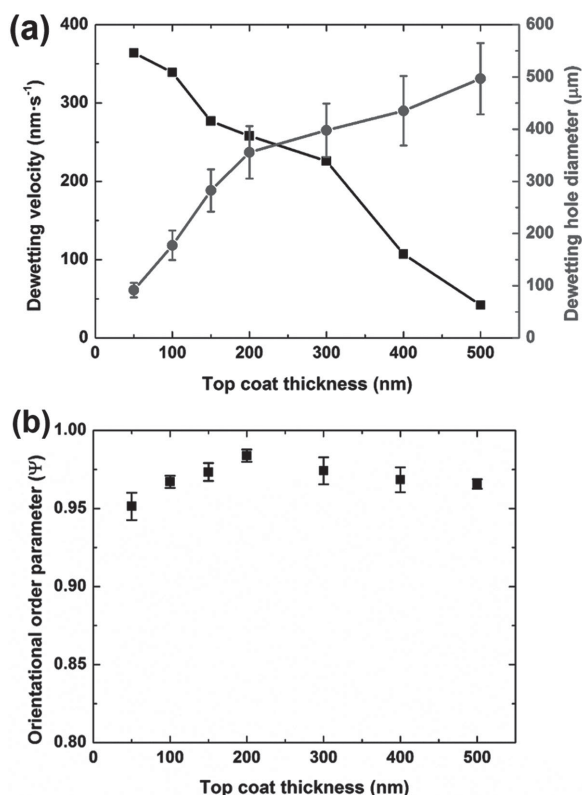 (a)
400
300
200
100
0
Dewetting velocity (nm·s⁻¹)
600
500
400
300
200
100
0
Dewetting hole diameter (μm)
0 100 200 300 400 500
Top coat thickness (nm)
(b)
1.00
0.95
0.90
0.85
0.80
Orientational order parameter (Ψ)
0 100 200 300 400 500
Top coat thickness (nm)